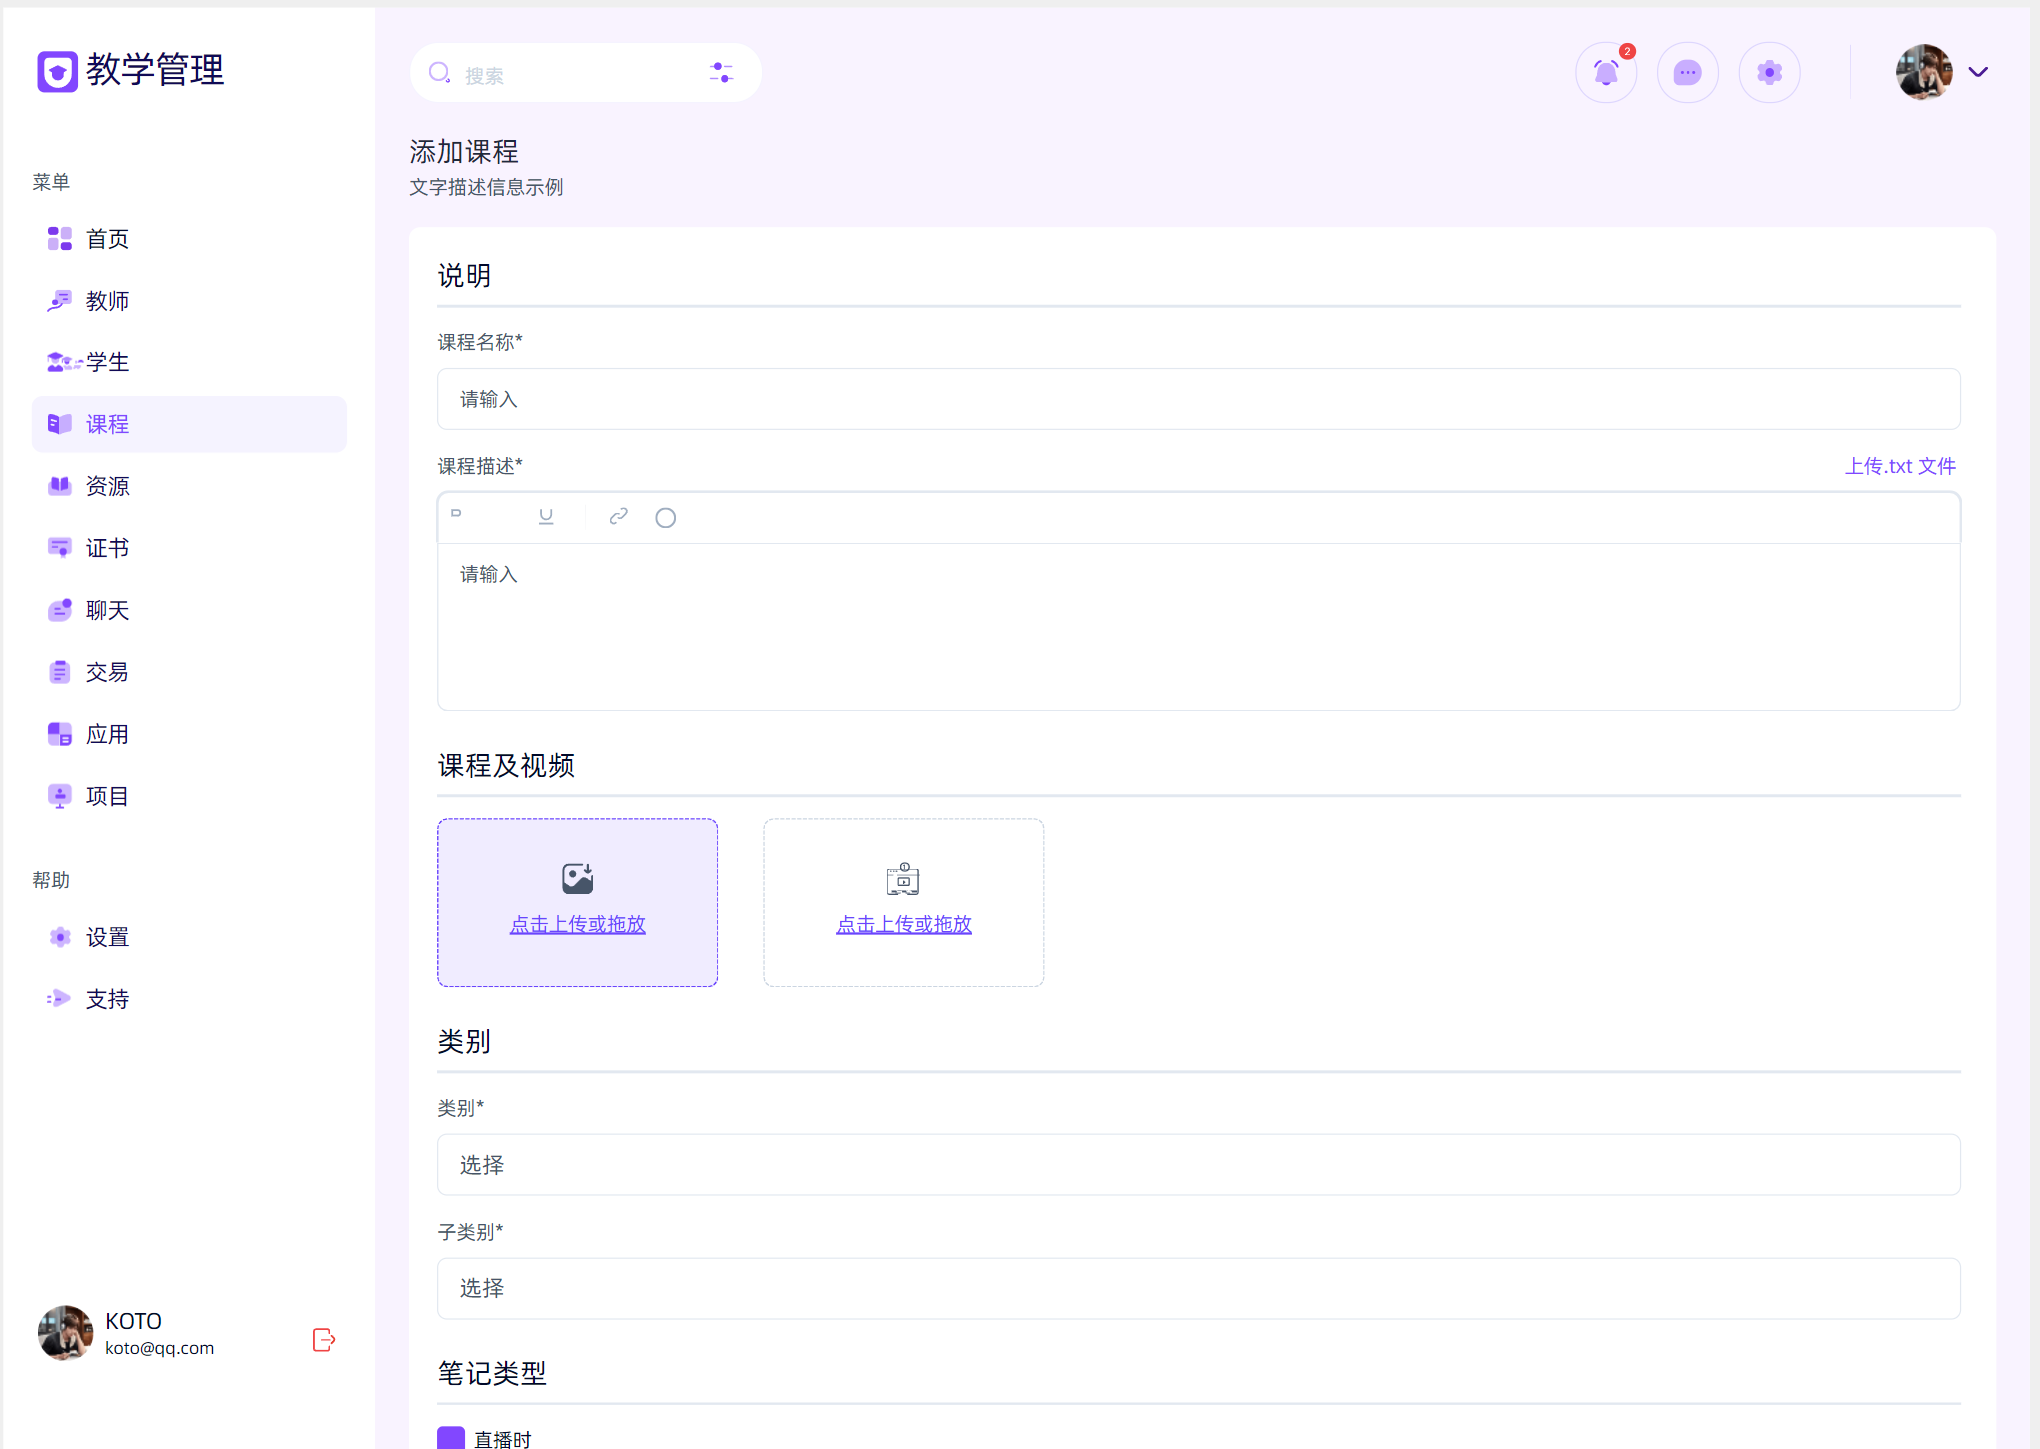 教学管理
搜索
2
菜单
首页
教师
学生
课程
资源
证书
聊天
交易
应用
项目
帮助
设置
支持
KOTO
koto@qq.com
添加课程
文字描述信息示例
说明
课程名称*
请输入
课程描述*
上传.txt 文件
请输入
课程及视频
点击上传或拖放
点击上传或拖放
类别
类别*
选择
子类别*
选择
笔记类型
直播时